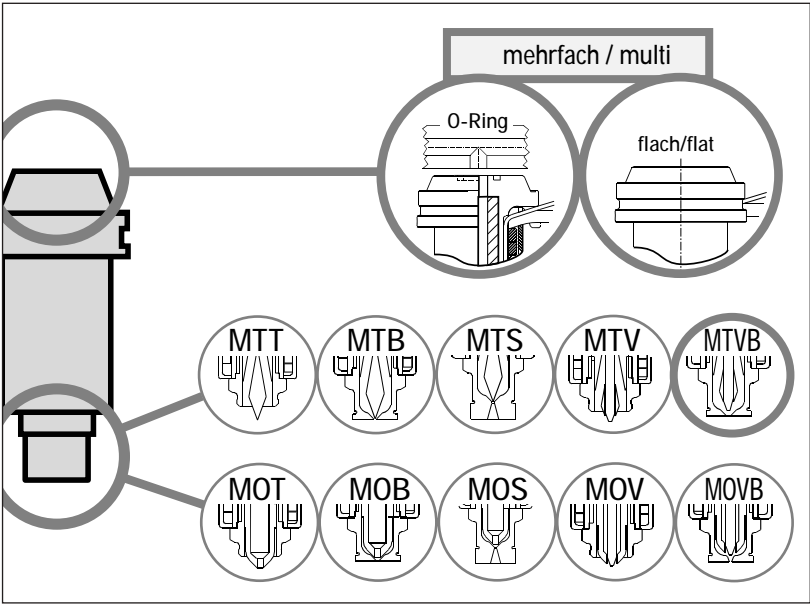 mehrfach / multi
O-Ring
flach/flat
MTT
MTB
MTS
MTV
MTVB
MOT
MOB
MOS
MOV
MOVB